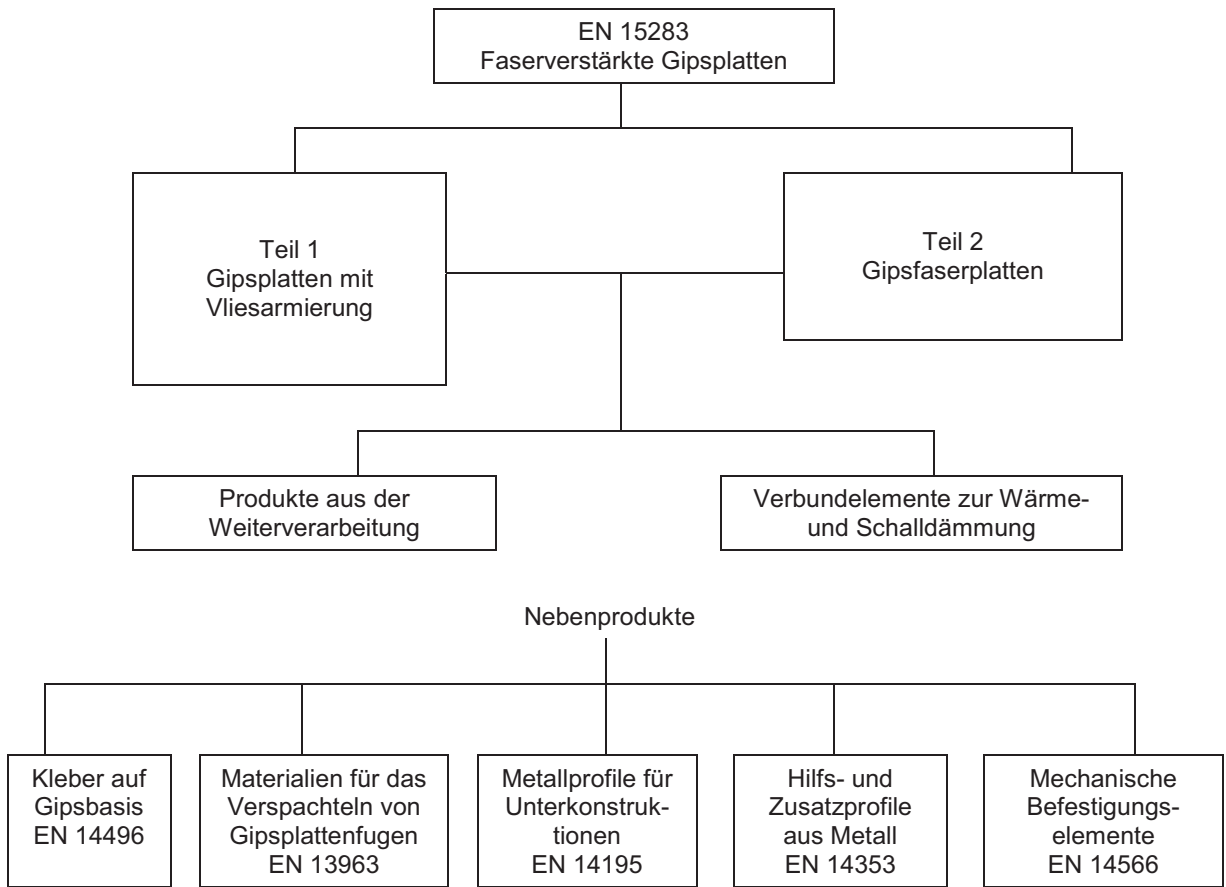 EN 15283
Faserverstärkte Gipsplatten
Teil 1
Gipsplatten mit
Vliesarmierung
Teil 2
Gipsfaserplatten
Produkte aus der
Weiterverarbeitung
Verbundelemente zur Wärme-
und Schalldämmung
Nebenprodukte
Kleber auf
Gipsbasis
EN 14496
Materialien für das
Verspachteln von
Gipsplattenfugen
EN 13963
Metallprofile für
Unterkonstruk-
tionen
EN 14195
Hilfs- und
Zusatzprofile
aus Metall
EN 14353
Mechanische
Befestigungs-
elemente
EN 14566